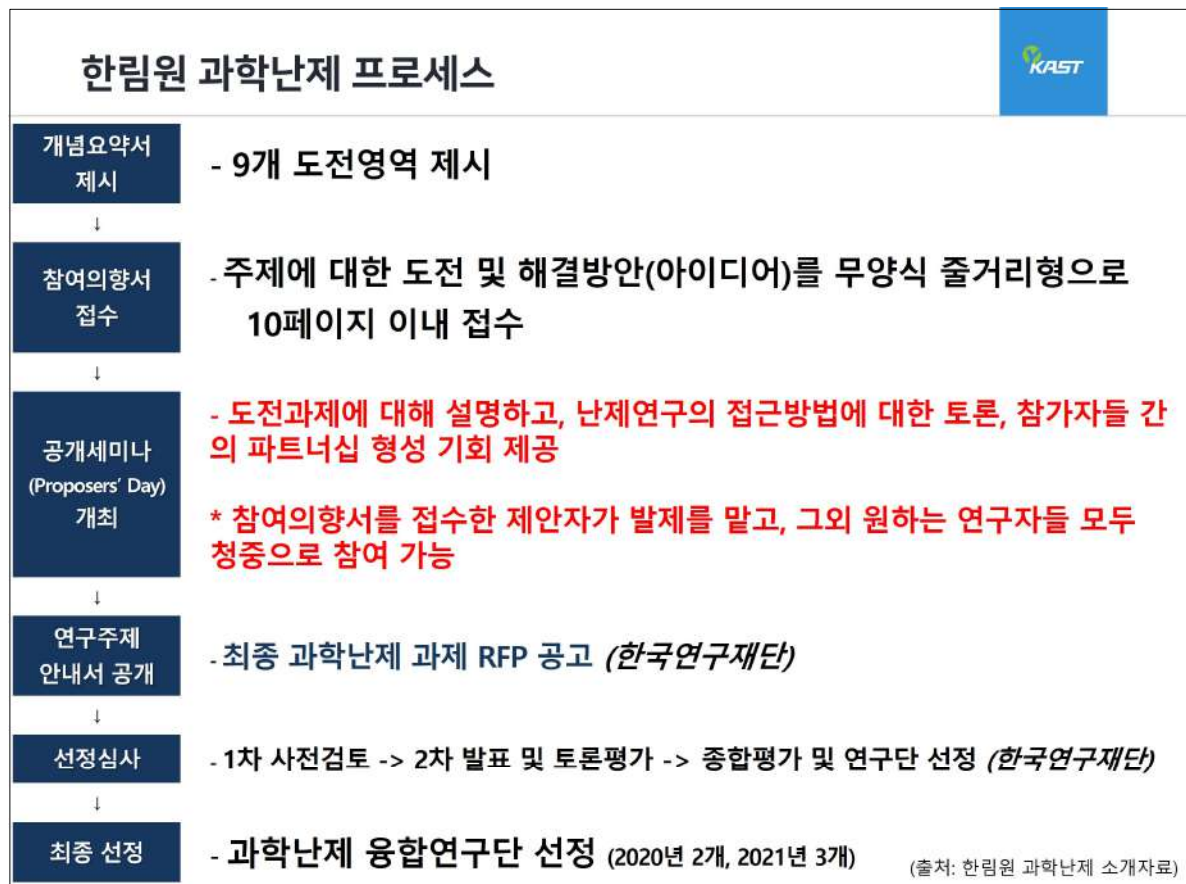 한림원 과학난제 프로세스
KAST
개념요약서
제시
- 9개 도전영역 제시
↓
참여의향서
접수
- 주제에 대한 도전 및 해결방안(아이디어)를 무양식 줄거리형으로
10페이지 이내 접수
↓
공개세미나
(Proposers' Day)
개최
- 도전과제에 대해 설명하고, 난제연구의 접근방법에 대한 토론, 참가자들 간
의 파트너십 형성 기회 제공
* 참여의향서를 접수한 제안자가 발제를 맡고, 그외 원하는 연구자들 모두
청중으로 참여 가능
↓
연구주제
안내서 공개
- 최종 과학난제 과제 RFP 공고 (한국연구재단)
↓
선정심사
- 1차 사전검토 -> 2차 발표 및 토론평가 -> 종합평가 및 연구단 선정 (한국연구재단)
↓
최종 선정
- 과학난제 융합연구단 선정 (2020년 2개, 2021년 3개)
(출처: 한림원 과학난제 소개자료)